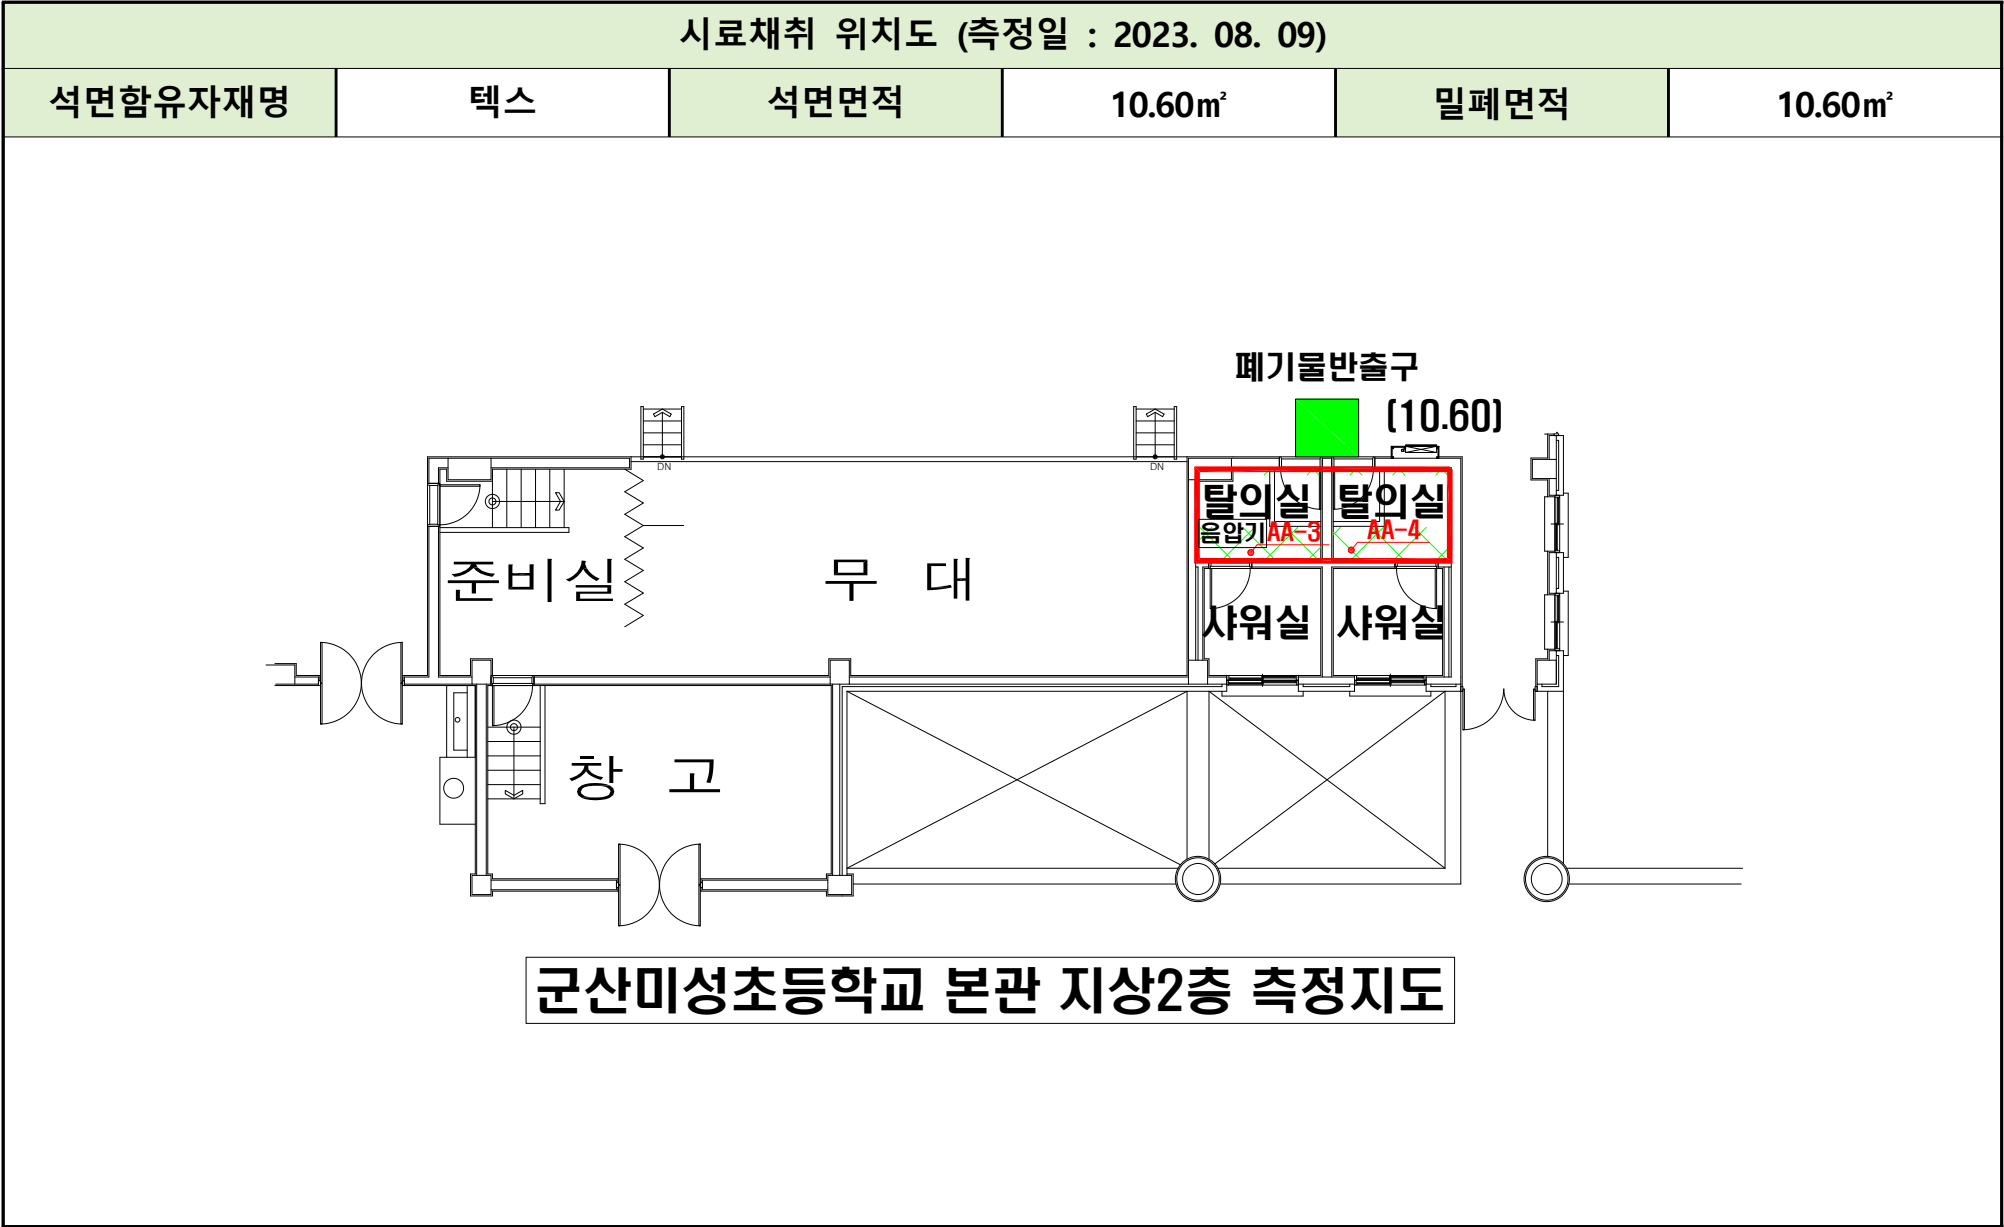 시료채취 위치도 (측정일 : 2023. 08. 09)
석면함유자재명 텍스 석면면적 10.60㎡ 밀폐면적 10.60㎡
폐기물반출구
(10.60)
DN DN
탈의실 탈의실
음압기 AA-3 AA-4
준비실 무 대
샤워실 샤워실
창 고
군산미성초등학교 본관 지상2층 측정지도